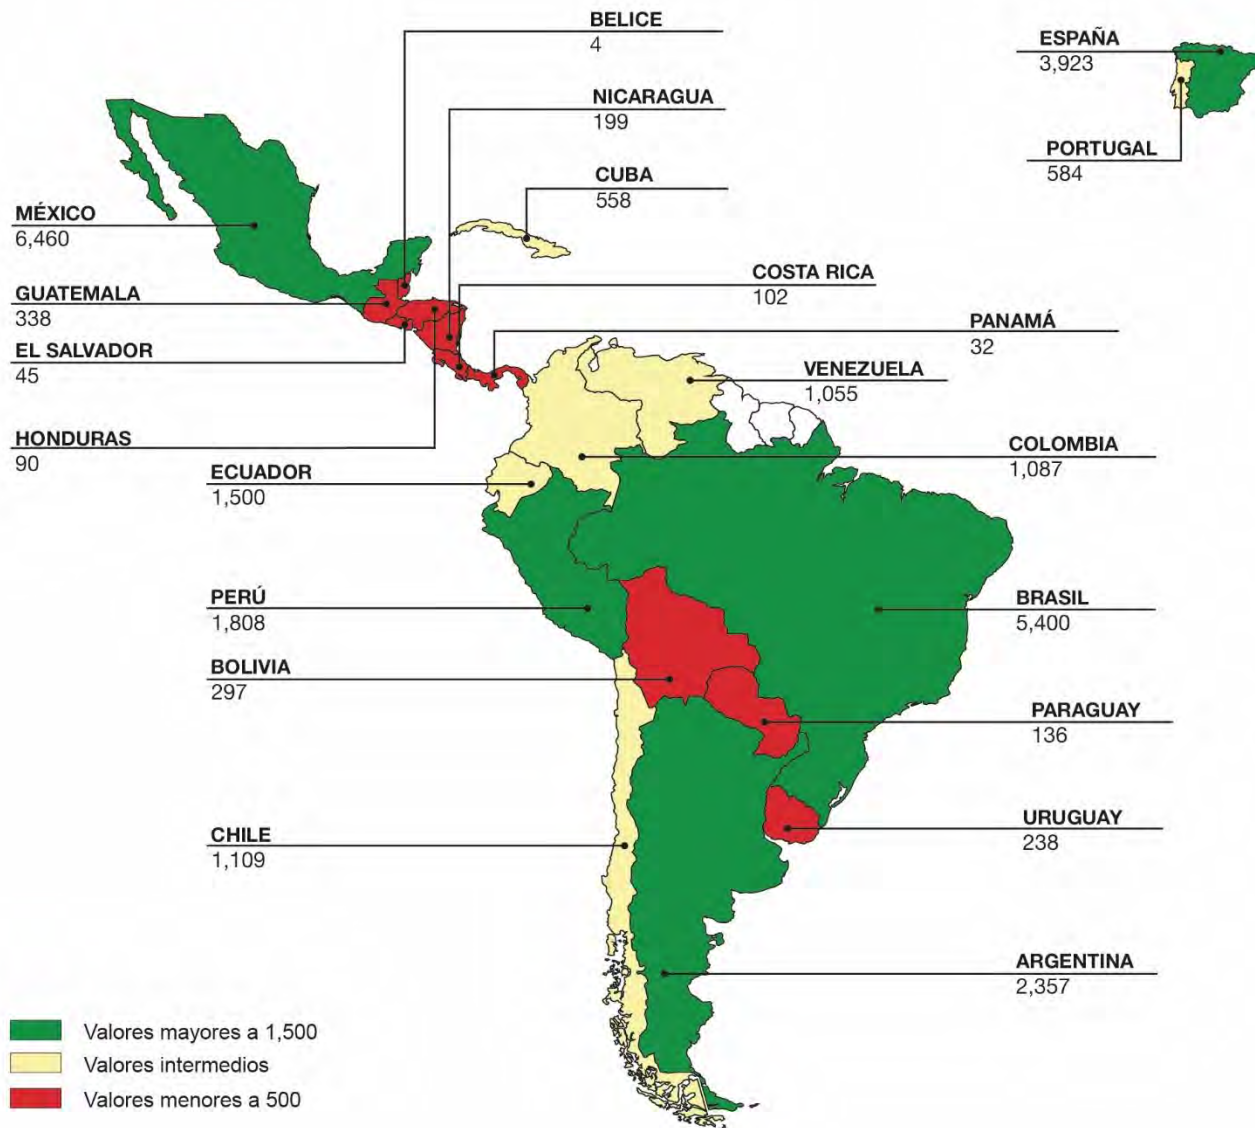 BELICE
4
ESPAÑA
3,923
NICARAGUA
199
PORTUGAL
584
CUBA
558
MÉXICO
6,460
COSTA RICA
102
GUATEMALA
338
PANAMÁ
32
EL SALVADOR
45
VENEZUELA
1,055
HONDURAS
90
COLOMBIA
1,087
ECUADOR
1,500
PERÚ
1,808
BRASIL
5,400
BOLIVIA
297
PARAGUAY
136
URUGUAY
238
CHILE
1,109
ARGENTINA
2,357
Valores mayores a 1,500
Valores intermedios
Valores menores a 500